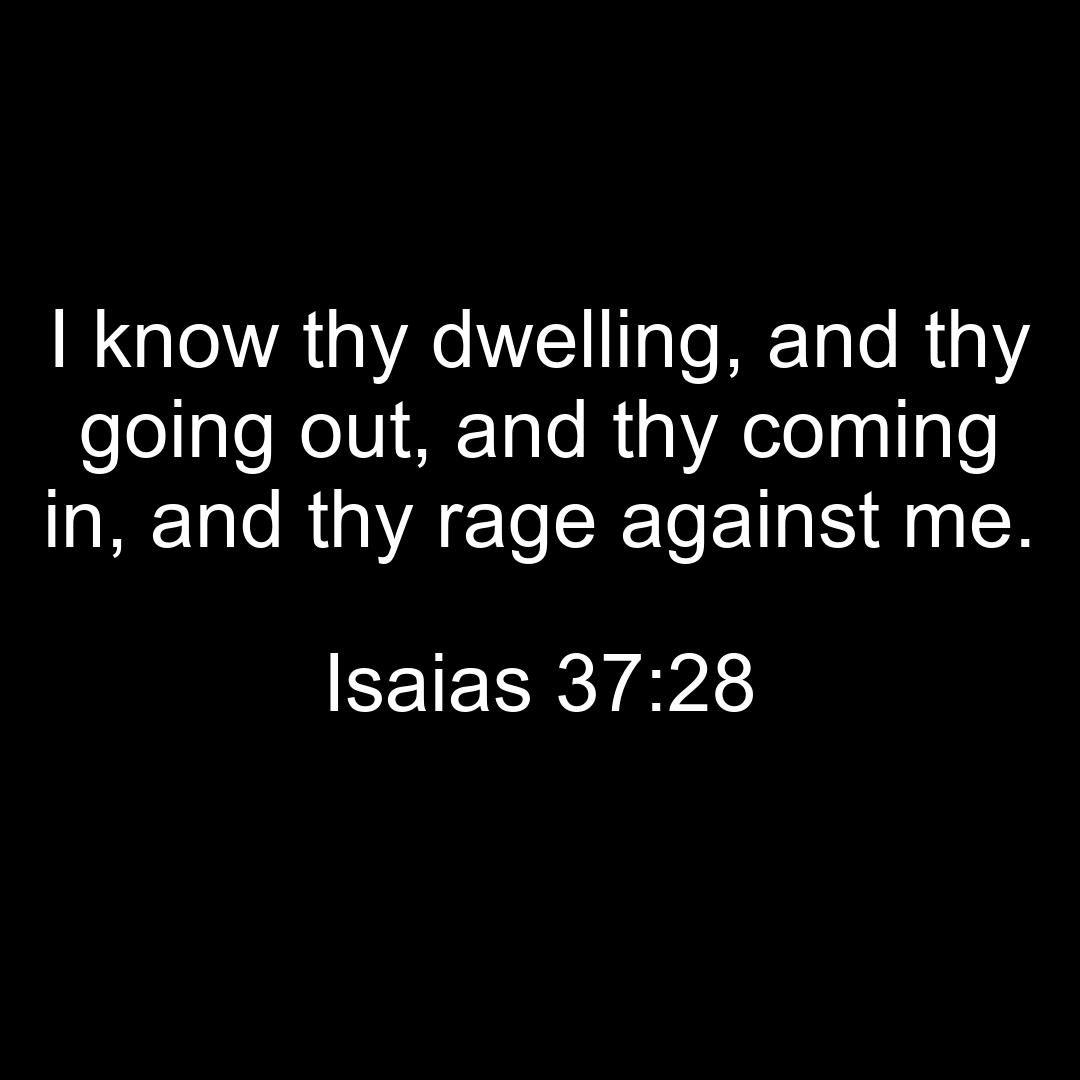 I know thy dwelling, and thy
going out, and thy coming
in, and thy rage against me.
Isaias 37:28